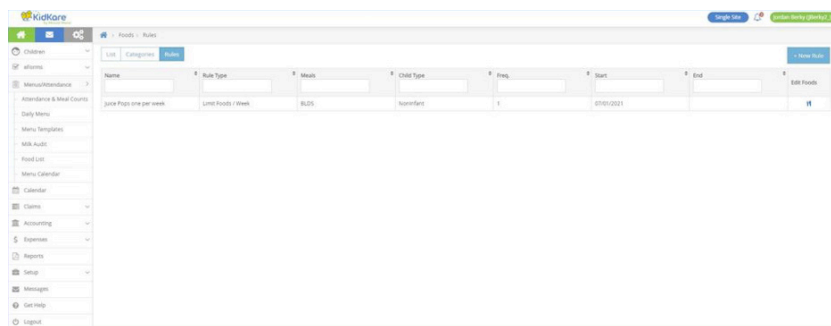 KidKare
Single Site
Jordan Berky (jberky2_)
Foods
Rules
Children
List
Categories
Rules
+ New Rule
eForms
Name
Rule Type
Meals
Child Type
Freq.
Start
End
Edit Foods
Menus/Attendance
Attendance & Meal Counts
Juice Pops one per week
Limit Foods / Week
BLDS
NonInfant
1
07/01/2021
Daily Menu
Menu Templates
Milk Audit
Food List
Menu Calendar
Calendar
Claims
Accounting
Expenses
Reports
Setup
Messages
Get Help
Logout